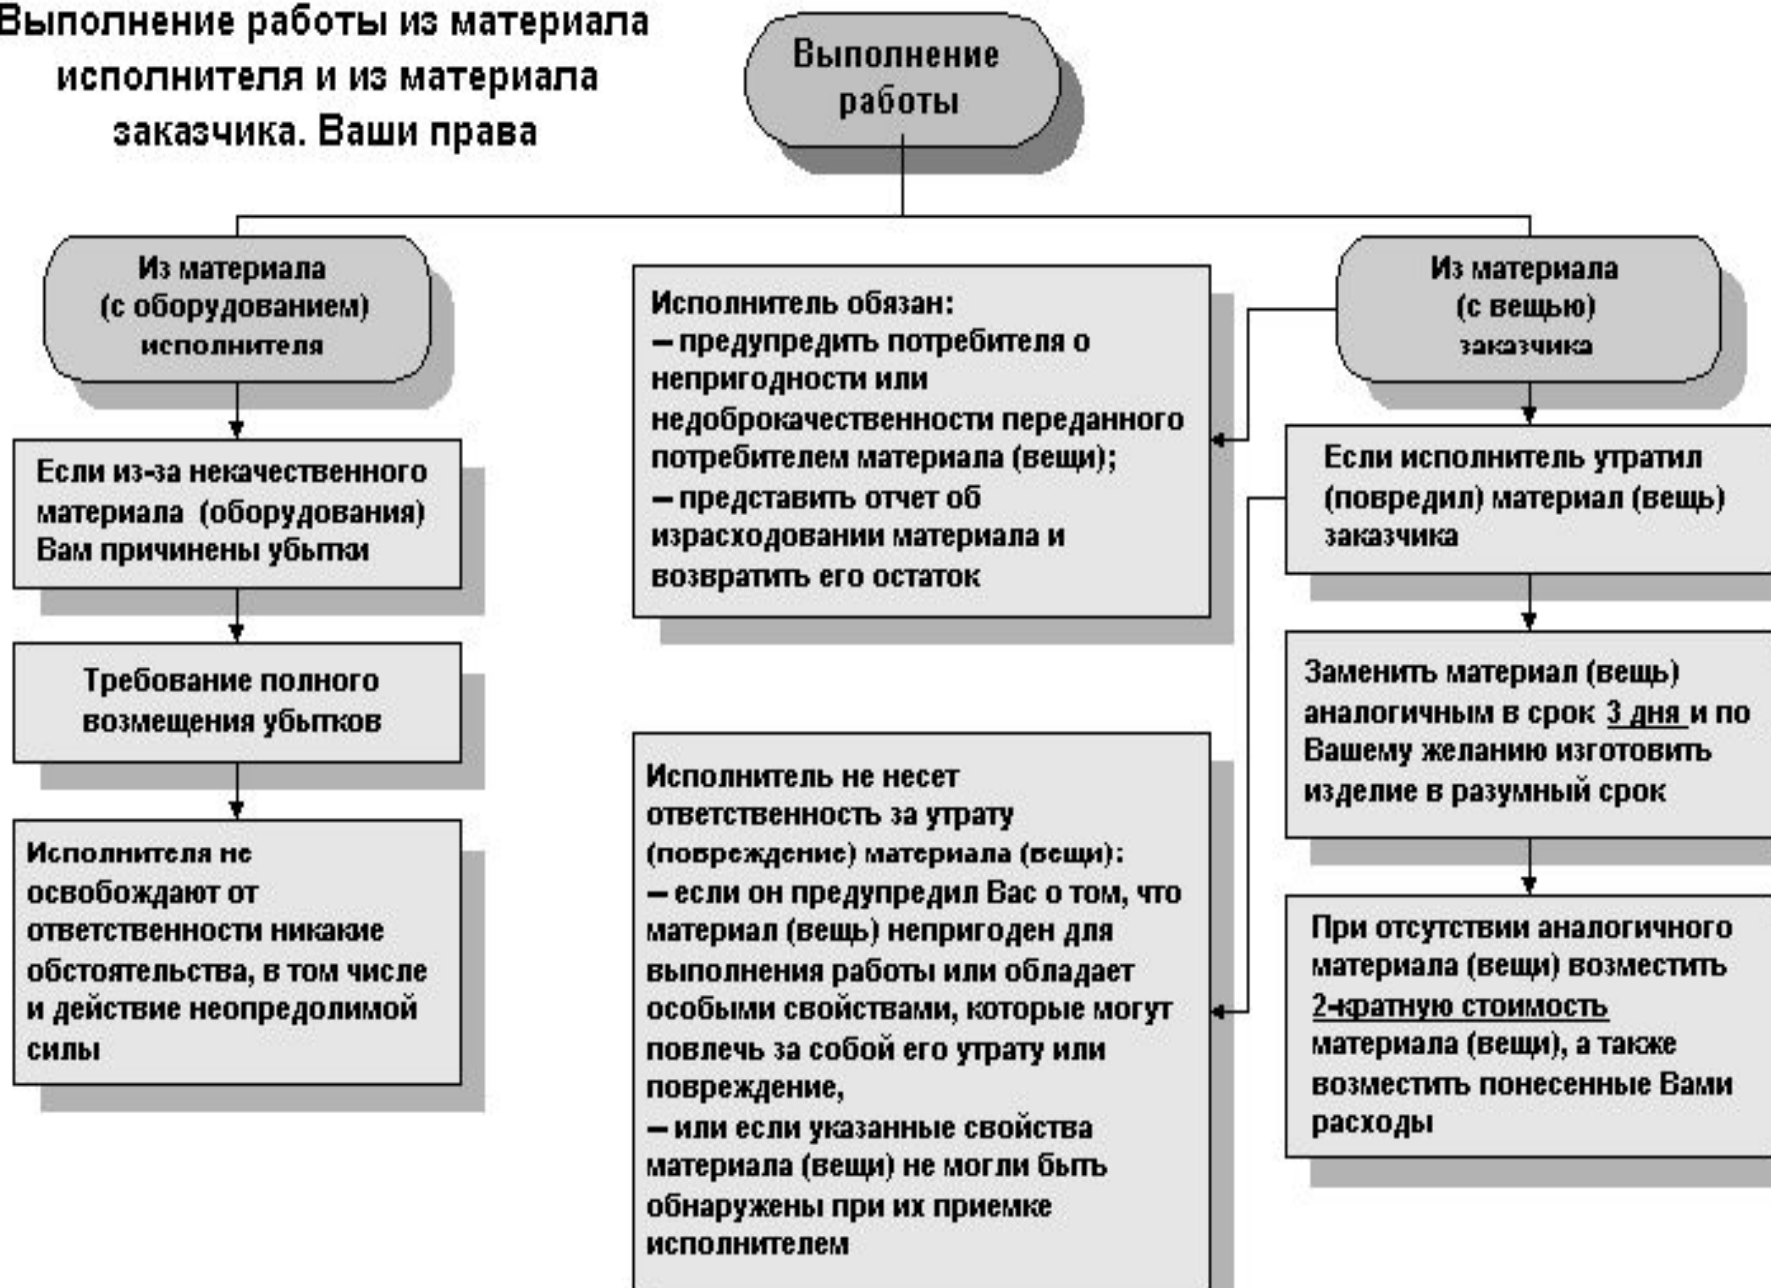 Выполнение работы из материала
исполнителя и из материала
заказчика. Ваши права
Выполнение
работы
Из материала
(с оборудованием)
исполнителя
Если из-за некачественного
материала (оборудования)
Вам причинены убытки
Требование полного
возмещения убытков
Исполнителя не
освобождают от
ответственности никакие
обстоятельства, в том числе
и действие неопредолимой
силы
Исполнитель обязан:
– предупредить потребителя о
непригодности или
недоброкачественности переданного
потребителем материала (вещи);
– представить отчет об
израсходовании материала и
возвратить его остаток
Исполнитель не несет
ответственность за утрату
(повреждение) материала (вещи):
– если он предупредил Вас о том, что
материал (вещь) непригоден для
выполнения работы или обладает
особыми свойствами, которые могут
повлечь за собой его утрату или
повреждение,
– или если указанные свойства
материала (вещи) не могли быть
обнаружены при их приемке
исполнителем
Из материала
(с вещью)
заказчика
Если исполнитель утратил
(повредил) материал (вещь)
заказчика
Заменить материал (вещь)
аналогичным в срок 3 дня и по
Вашему желанию изготовить
изделие в разумный срок
При отсутствии аналогичного
материала (вещи) возместить
2-кратную стоимость
материала (вещи), а также
возместить понесенные Вами
расходы